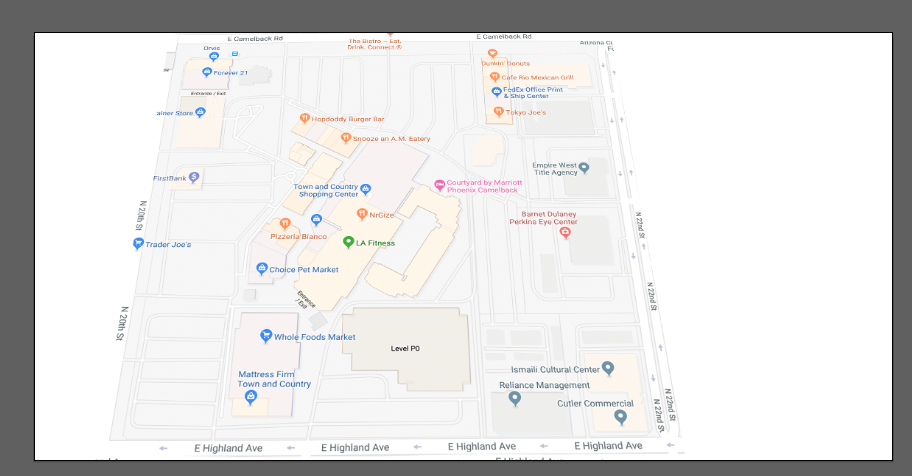 E Camelback Rd
The Bistro – Eat.
Drink. Connect.®
E Camelback Rd
Orvis
Forever 21
Entrance / Exit
ainer Store
Dunkin' Donuts
Cafe Rio Mexican Grill
FedEx Office Print
& Ship Center
Tokyo Joe's
Hopdoddy Burger Bar
Snooze an A.M. Eatery
FirstBank
Town and Country
Shopping Center
Courtyard by Marriott
Phoenix Camelback
Empire West
Title Agency
N 20th St
NrGize
Pizzeria Bianco
LA Fitness
Barnet Dulaney
Perkins Eye Center
N 22nd St
Trader Joe's
Choice Pet Market
Entrance
/ Exit
N 22nd St
N 20th St
Whole Foods Market
Level P0
Mattress Firm
Town and Country
Ismaili Cultural Center
Reliance Management
Cutler Commercial
N 22nd St
N 22nd St
E Highland Ave
E Highland Ave
E Highland Ave
E Highland Ave